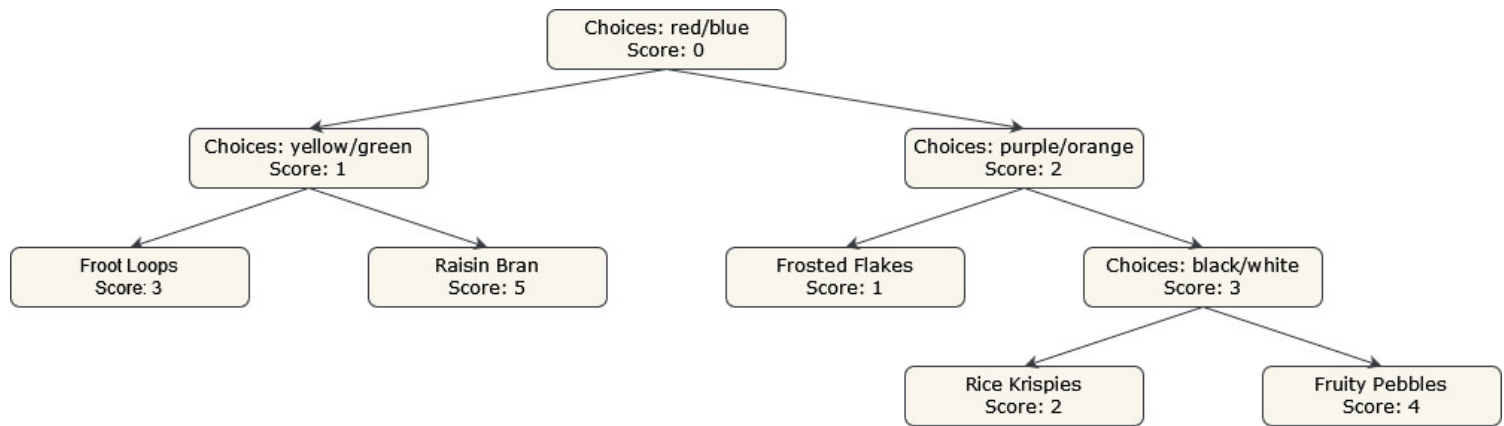 Choices: red/blue
Score: 0
Choices: yellow/green
Score: 1
Choices: purple/orange
Score: 2
Froot Loops
Score: 3
Raisin Bran
Score: 5
Frosted Flakes
Score: 1
Choices: black/white
Score: 3
Rice Krispies
Score: 2
Fruity Pebbles
Score: 4